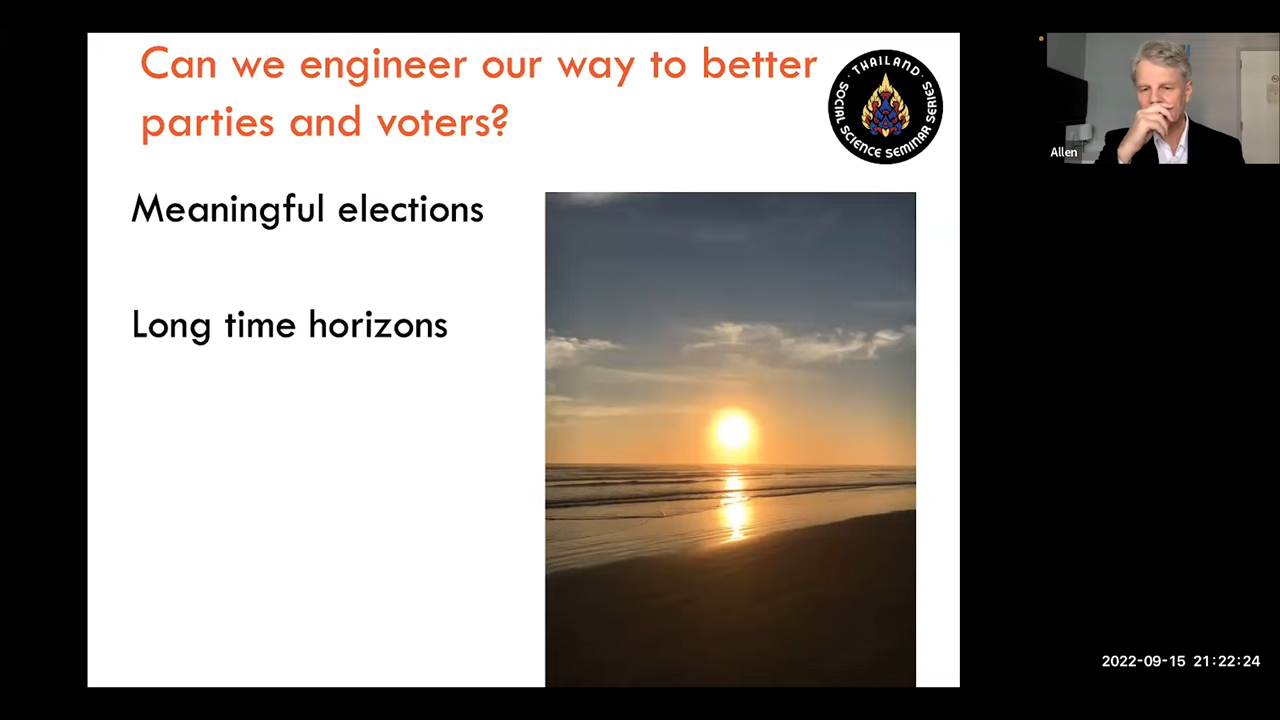 Can we engineer our way to better
parties and voters?
· THAILAND ·
SOCIAL SCIENCE SEMINAR SERIES
Allen
Meaningful elections
Long time horizons
2022-09-15 21:22:24